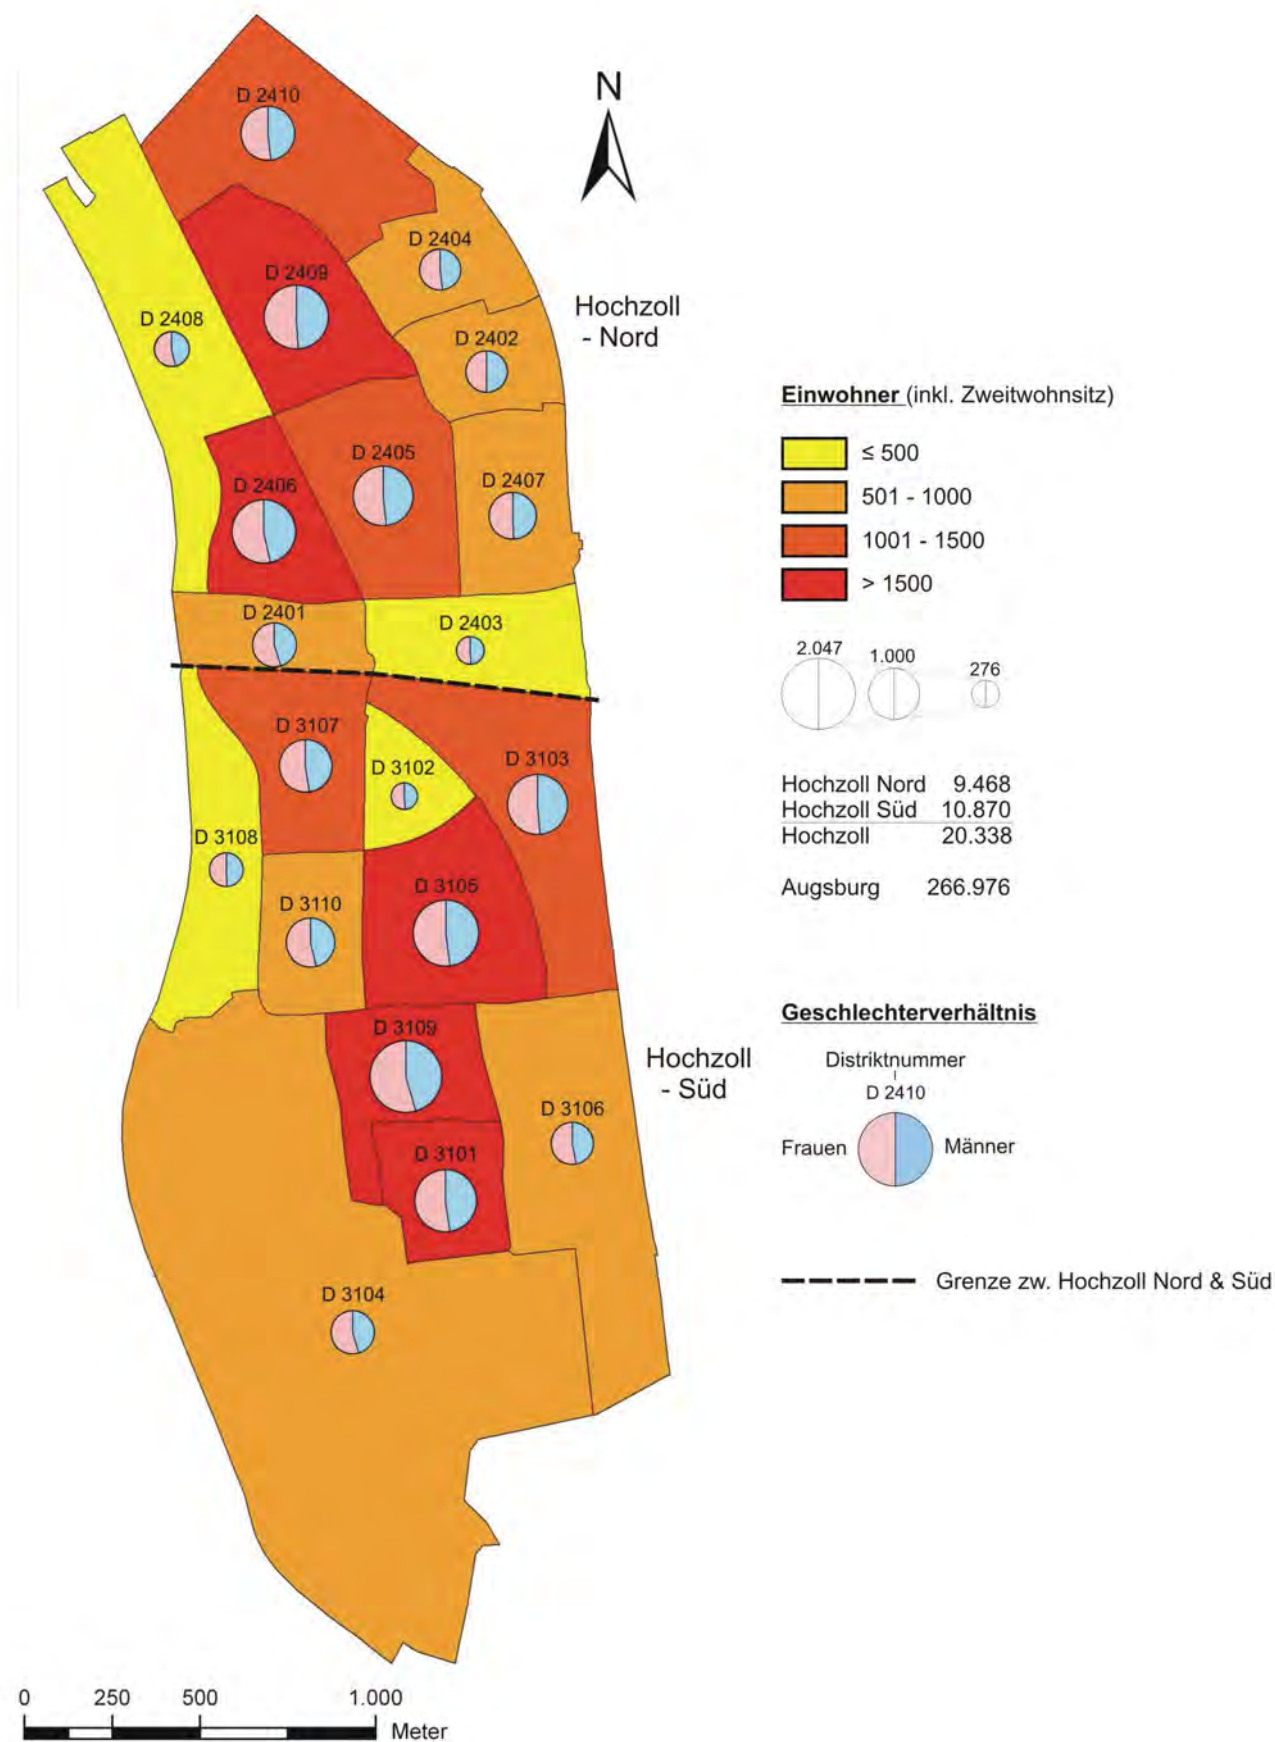 D 2410
N
D 2404
D 2409
Hochzoll
- Nord
D 2408
D 2402
Einwohner (inkl. Zweitwohnsitz)
≤ 500
D 2405
D 2406
D 2407
501 - 1000
1001 - 1500
> 1500
D 2401
D 2403
2.047
1.000
276
D 3107
D 3102
D 3103
Hochzoll Nord 9.468
Hochzoll Süd 10.870
Hochzoll 20.338
D 3108
Augsburg 266.976
D 3105
D 3110
Geschlechterverhältnis
D 3109
Hochzoll
- Süd
Distriktnummer
D 2410
D 3106
Frauen
Männer
D 3101
Grenze zw. Hochzoll Nord & Süd
D 3104
0 250 500 1.000
Meter